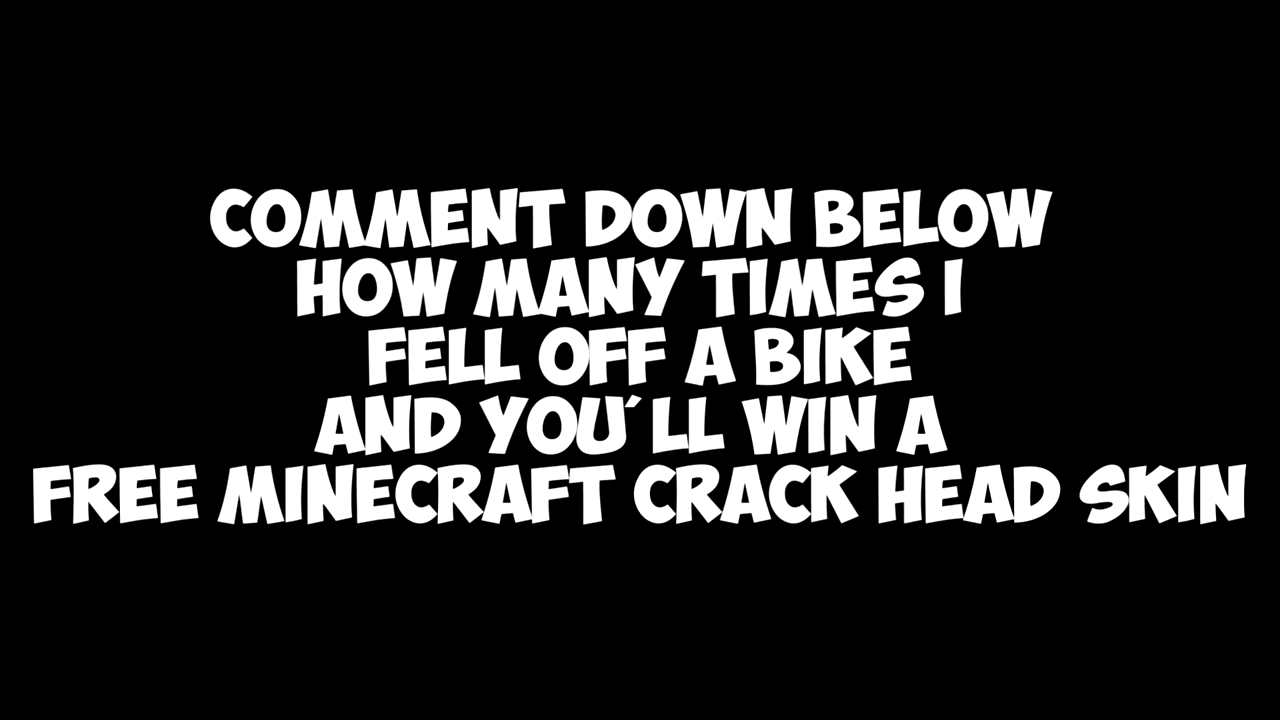 COMMENT DOWN BELOW
HOW MANY TIMES I
FELL OFF A BIKE
AND YOU´LL WIN A
FREE MINECRAFT CRACK HEAD SKIN